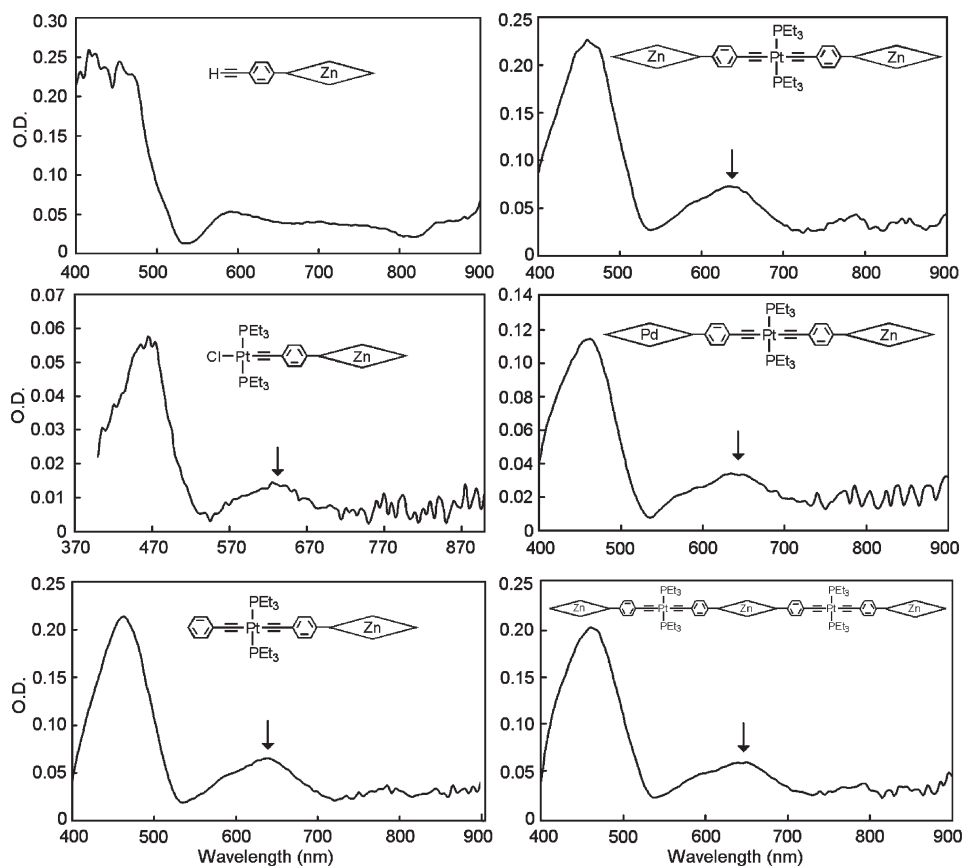 0.30
0.25
0.20
0.15
0.10
0.05
0
O.D.
H
Zn
400 500 600 700 800 900
0.25
0.20
0.15
0.10
0.05
0
PEt3
Zn Pt Zn
PEt3
400 500 600 700 800 900
0.07
0.06
0.05
0.04
0.03
0.02
0.01
0
O.D.
PEt3
Cl Pt Zn
PEt3
370 470 570 670 770 870
0.14
0.12
0.10
0.08
0.06
0.04
0.02
0
PEt3
Pd Pt Zn
PEt3
400 500 600 700 800 900
0.25
0.20
0.15
0.10
0.05
0
O.D.
PEt3
Pt Zn
PEt3
400 500 600 700 800 900
Wavelength (nm)
0.25
0.20
0.15
0.10
0.05
0
PEt3 PEt3
Zn Pt Zn Pt Zn
PEt3 PEt3
400 500 600 700 800 900
Wavelength (nm)